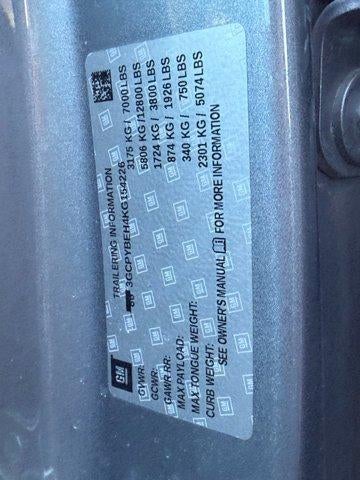 GM
TRAILERING INFORMATION
3GCPYBEH4KG154226
GVWR: 3175 KG / 7000 LBS
GCWR: 5806 KG / 12800 LBS
GAWR RR: 1724 KG / 3800 LBS
MAX PAYLOAD: 874 KG / 1926 LBS
MAX TONGUE WEIGHT: 340 KG / 750 LBS
CURB WEIGHT: 2301 KG / 5074 LBS
SEE OWNER'S MANUAL FOR MORE INFORMATION